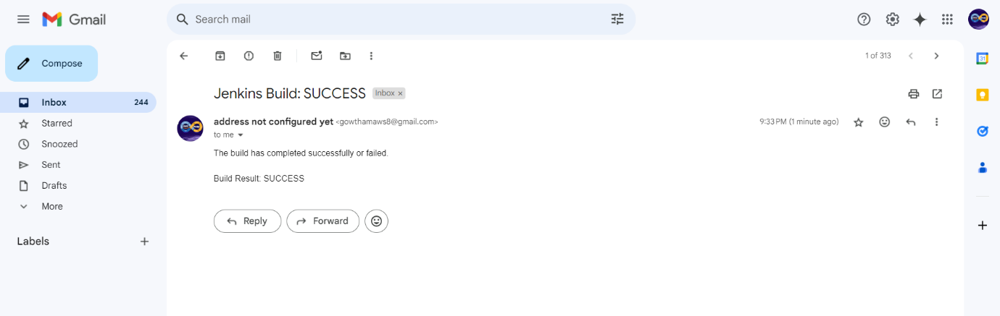 Gmail
Search mail
Compose
1 of 313
Inbox 244
Starred
Snoozed
Sent
Drafts
More
Labels
Jenkins Build: SUCCESS Inbox ×
address not configured yet <gowthamaws8@gmail.com> 9:33 PM (1 minute ago)
to me
The build has completed successfully or failed.
Build Result: SUCCESS
Reply Forward
31